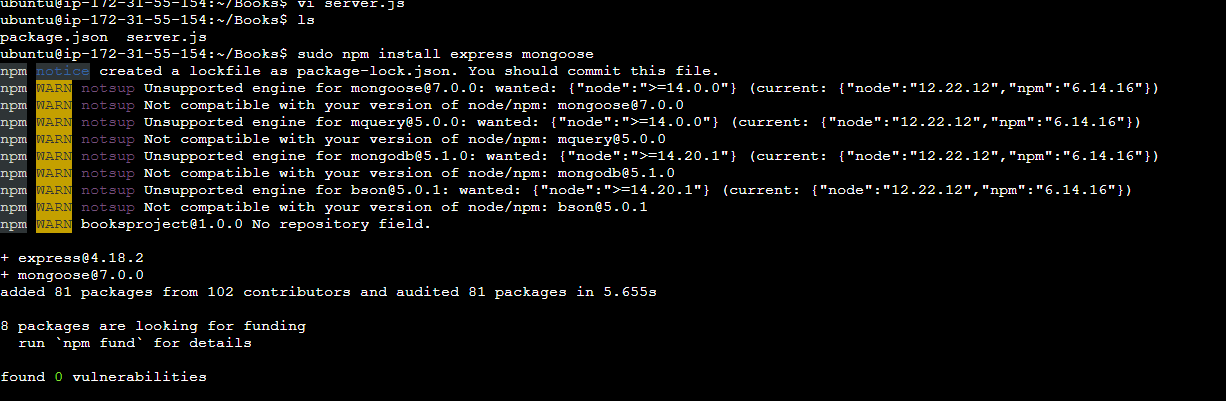 ubuntu@ip-172-31-55-154:~/Books$ vi server.js
ubuntu@ip-172-31-55-154:~/Books$ ls
package.json  server.js
ubuntu@ip-172-31-55-154:~/Books$ sudo npm install express mongoose
npm notice created a lockfile as package-lock.json. You should commit this file.
npm WARN notsup Unsupported engine for mongoose@7.0.0: wanted: {"node":">=14.0.0"} (current: {"node":"12.22.12","npm":"6.14.16"})
npm WARN notsup Not compatible with your version of node/npm: mongoose@7.0.0
npm WARN notsup Unsupported engine for mquery@5.0.0: wanted: {"node":">=14.0.0"} (current: {"node":"12.22.12","npm":"6.14.16"})
npm WARN notsup Not compatible with your version of node/npm: mquery@5.0.0
npm WARN notsup Unsupported engine for mongodb@5.1.0: wanted: {"node":">=14.20.1"} (current: {"node":"12.22.12","npm":"6.14.16"})
npm WARN notsup Not compatible with your version of node/npm: mongodb@5.1.0
npm WARN notsup Unsupported engine for bson@5.0.1: wanted: {"node":">=14.20.1"} (current: {"node":"12.22.12","npm":"6.14.16"})
npm WARN notsup Not compatible with your version of node/npm: bson@5.0.1
npm WARN booksproject@1.0.0 No repository field.
+ express@4.18.2
+ mongoose@7.0.0
added 81 packages from 102 contributors and audited 81 packages in 5.655s
8 packages are looking for funding
  run `npm fund` for details
found 0 vulnerabilities